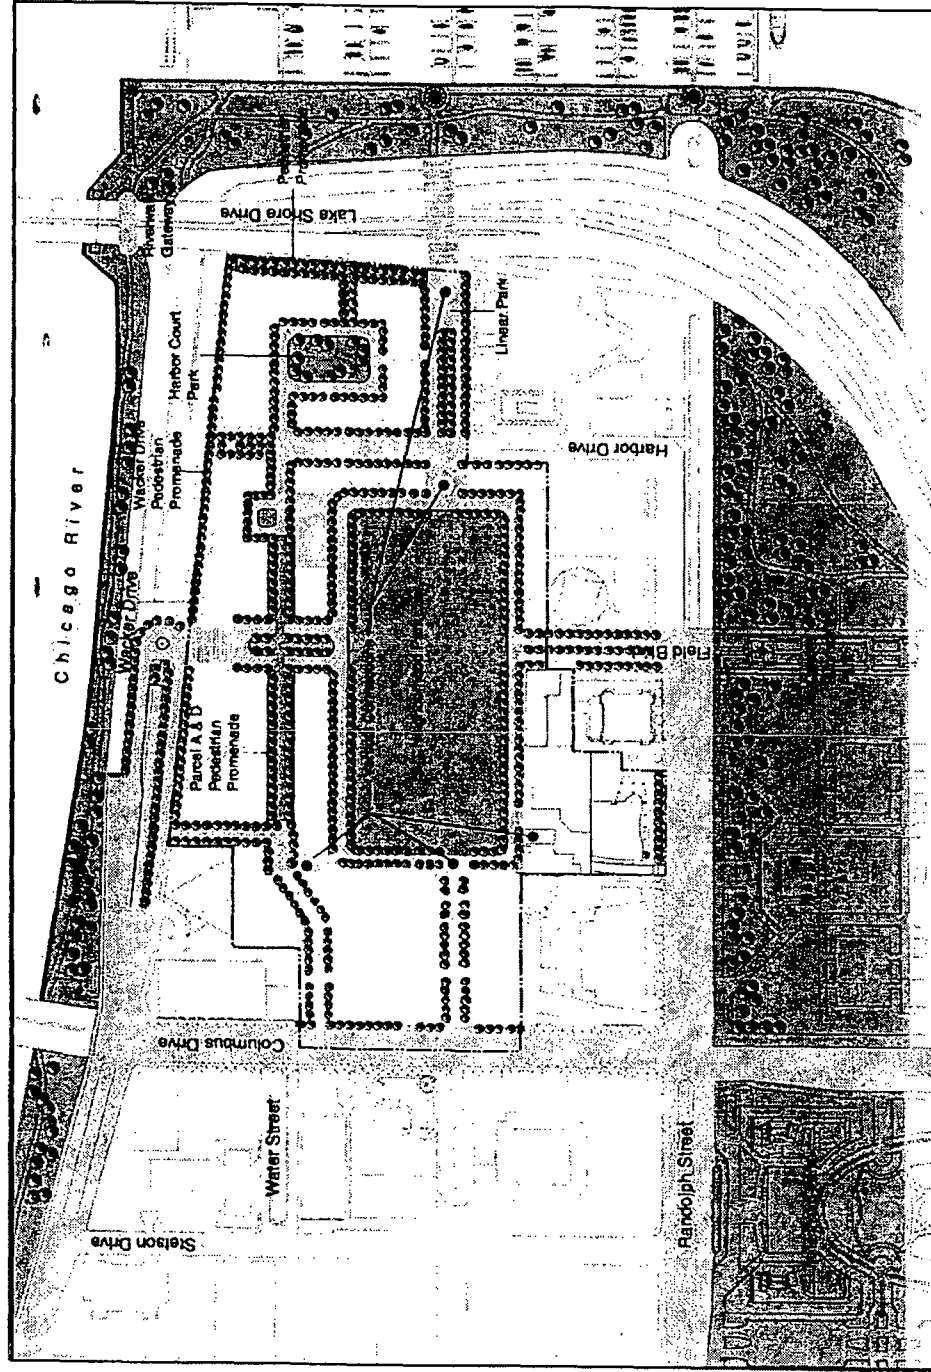 Chicago River
Wacker Drive
Wacker Drive
Pedestrian
Promenade
Harbor Court
Park
Riverwalk
Gateway
Lake Shore Drive
Linear Park
Harbor Drive
Field Blvd.
Parcel A & D
Pedestrian
Promenade
Columbus Drive
Water Street
Stetson Drive
Randolph Street